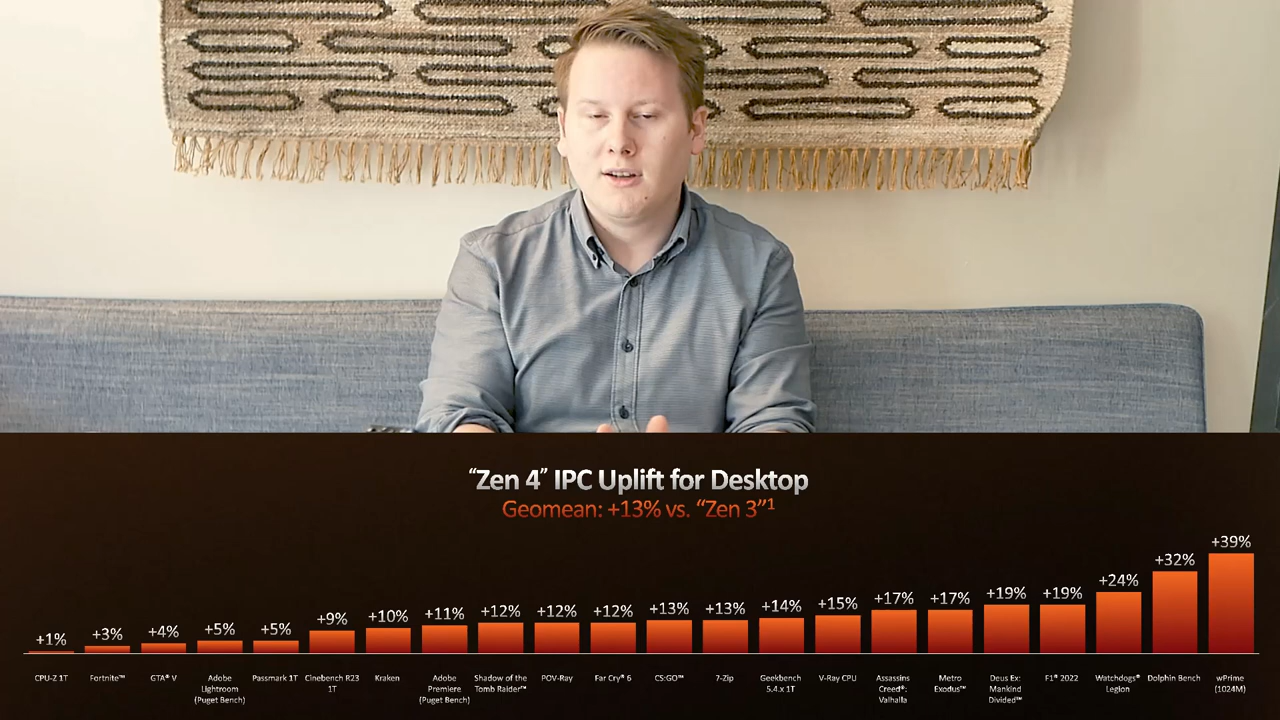 “Zen 4” IPC Uplift for Desktop
Geomean: +13% vs. “Zen 3”¹
+1%
+3%
+4%
+5%
+5%
+9%
+10%
+11%
+12%
+12%
+12%
+13%
+13%
+14%
+15%
+17%
+17%
+19%
+19%
+24%
+32%
+39%
CPU-Z 1T
Fortnite™
GTA® V
Adobe
Lightroom
(Puget Bench)
Passmark 1T
Cinebench R23
1T
Kraken
Adobe
Premiere
(Puget Bench)
Shadow of the
Tomb Raider™
POV-Ray
Far Cry® 6
CS:GO™
7-Zip
Geekbench
5.4.x 1T
V-Ray CPU
Assassins
Creed®:
Valhalla
Metro
Exodus™
Deus Ex:
Mankind
Divided™
F1® 2022
Watchdogs®
Legion
Dolphin Bench
wPrime
(1024M)